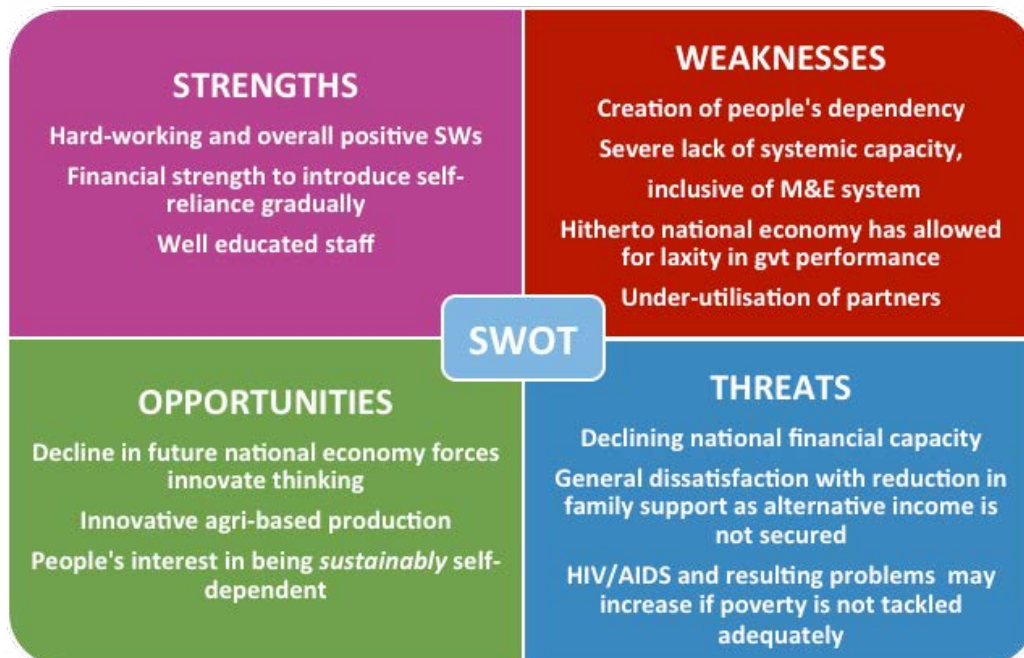 STRENGTHS
Hard-working and overall positive SWs
Financial strength to introduce self-
reliance gradually
Well educated staff
WEAKNESSES
Creation of people's dependency
Severe lack of systemic capacity,
inclusive of M&E system
Hitherto national economy has allowed
for laxity in gvt performance
Under-utilisation of partners
SWOT
OPPORTUNITIES
Decline in future national economy forces
innovate thinking
Innovative agri-based production
People's interest in being sustainably self-
dependent
THREATS
Declining national financial capacity
General dissatisfaction with reduction in
family support as alternative income is
not secured
HIV/AIDS and resulting problems may
increase if poverty is not tackled
adequately